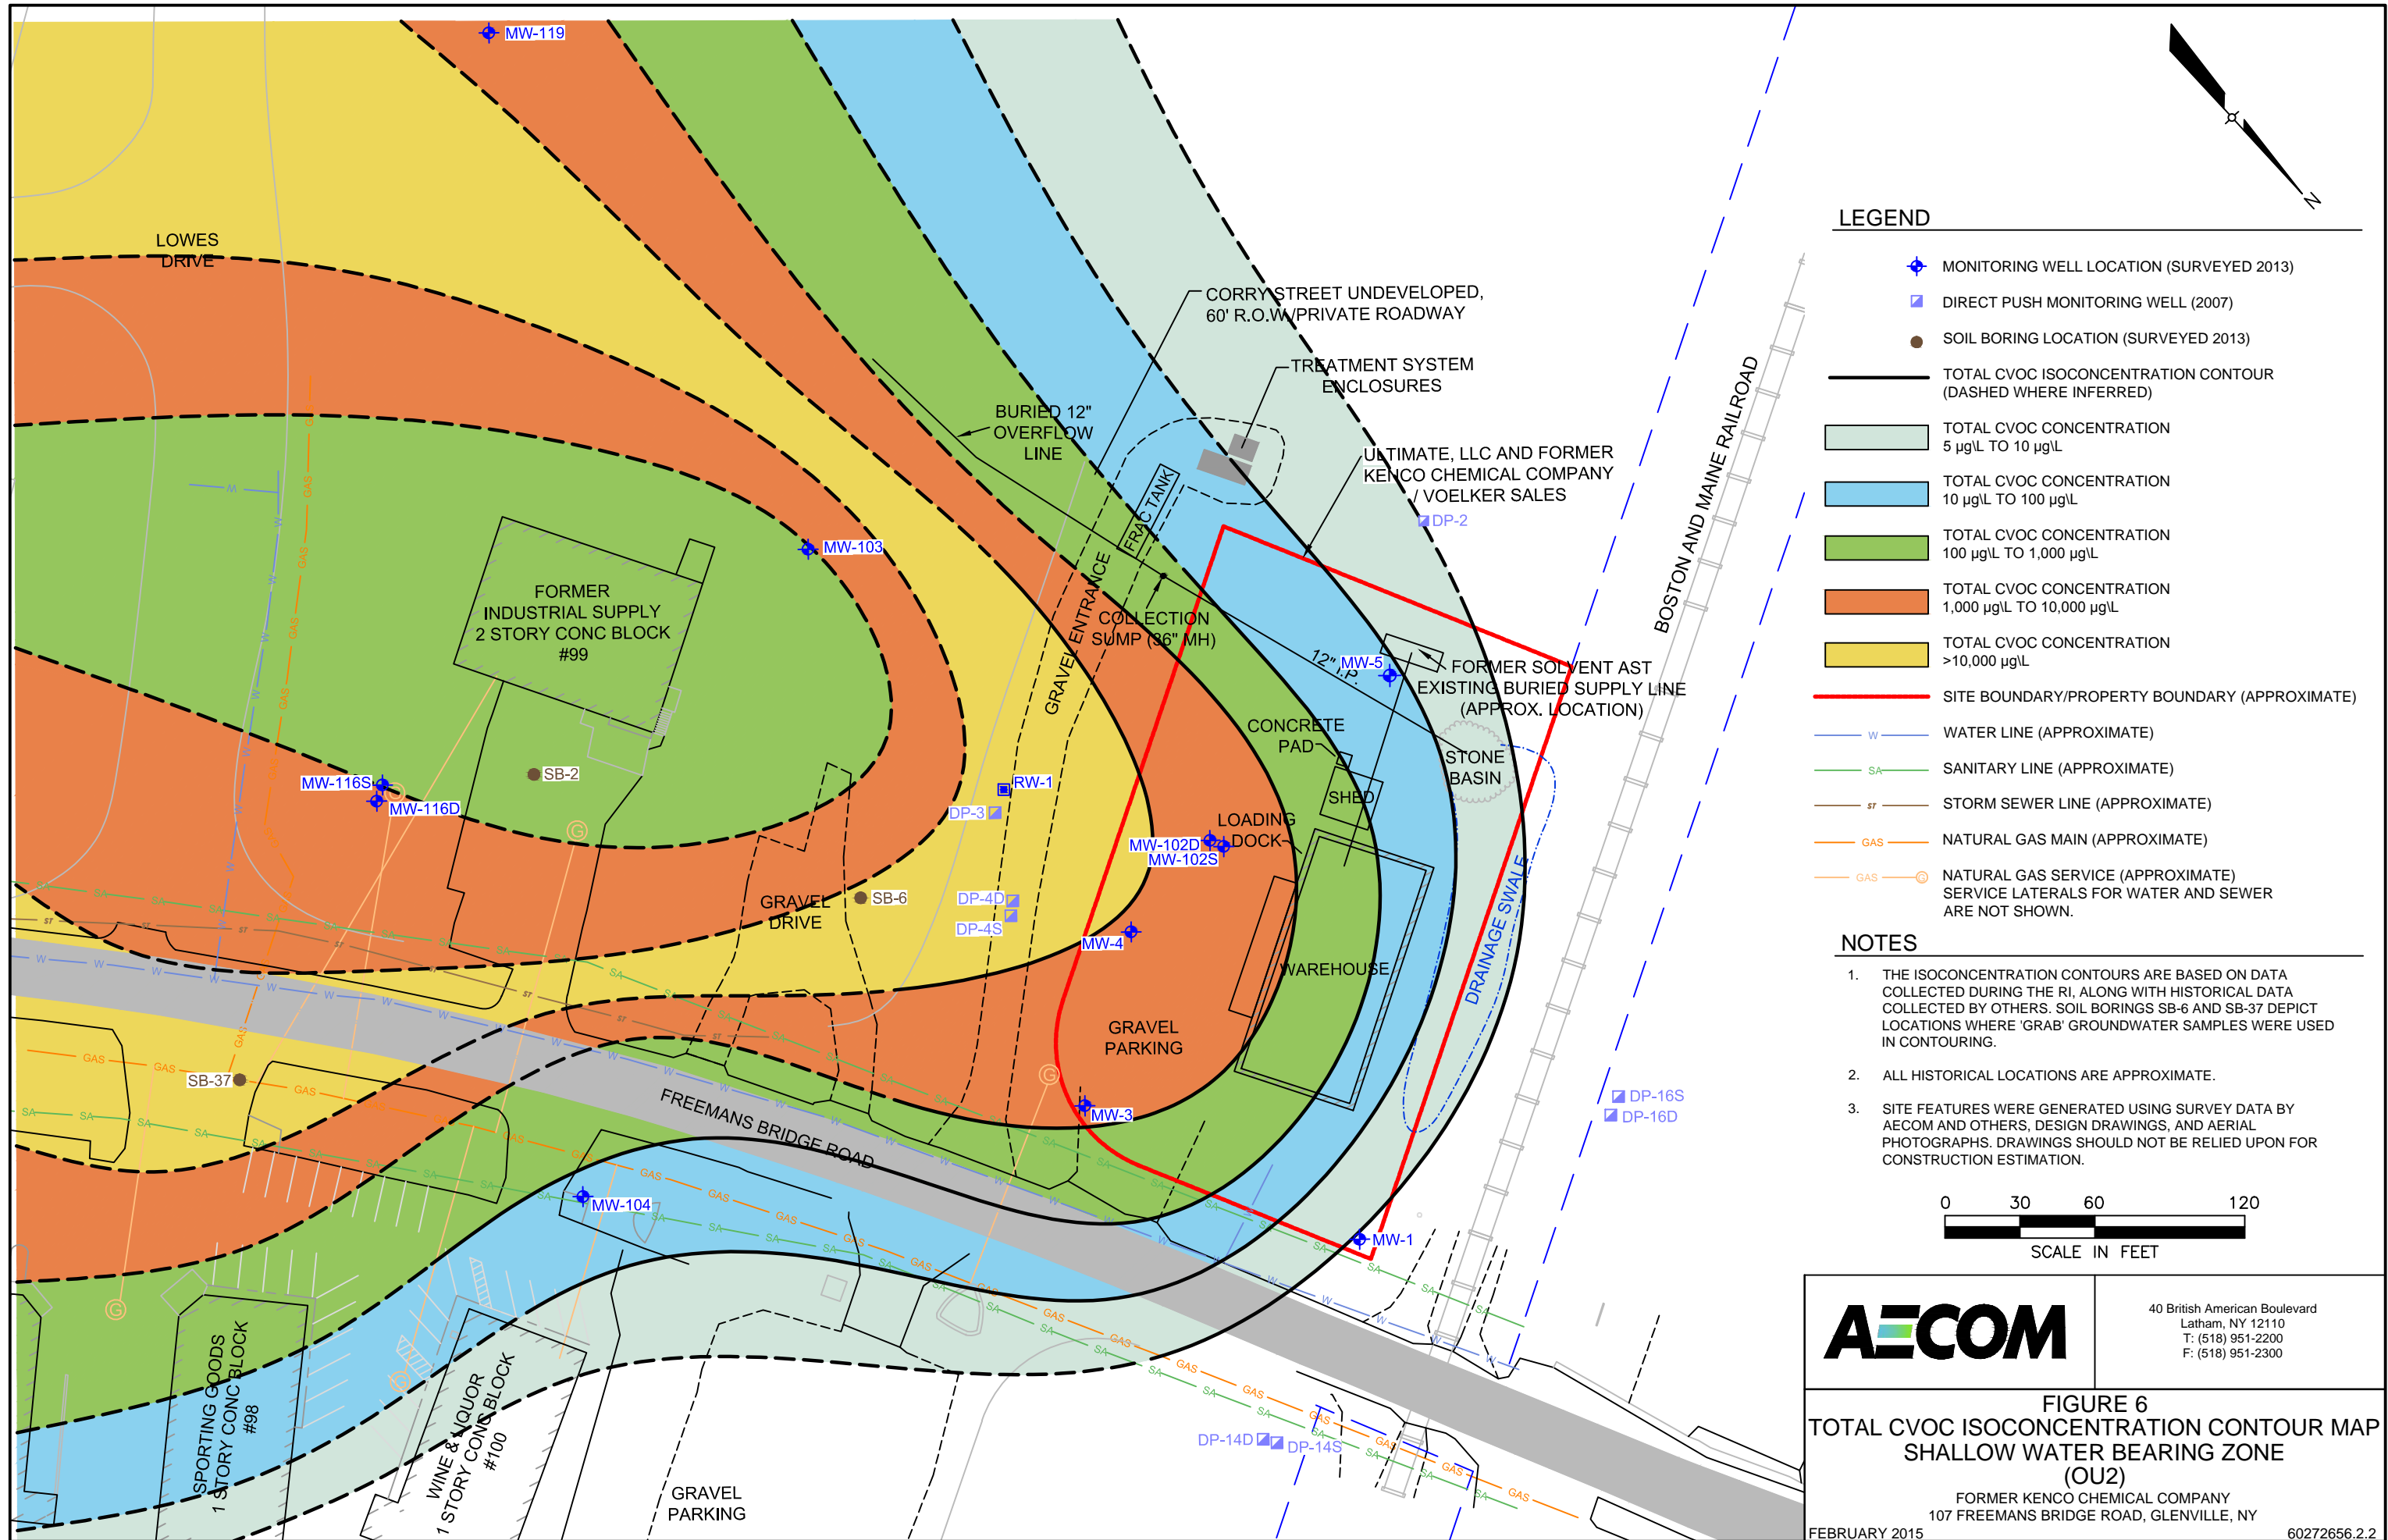 MW-119
LOWES
DRIVE
CORRY STREET UNDEVELOPED,
60' R.O.W./PRIVATE ROADWAY
TREATMENT SYSTEM
ENCLOSURES
BURIED 12"
OVERFLOW
LINE
ULTIMATE, LLC AND FORMER
KENCO CHEMICAL COMPANY
/ VOELKER SALES
DP-2
FRAC TANK
BOSTON AND MAINE RAILROAD
MW-103
FORMER
INDUSTRIAL SUPPLY
2 STORY CONC BLOCK
#99
GRAVEL ENTRANCE
COLLECTION
SUMP (36" MH)
12" I.P.
MW-5
FORMER SOLVENT AST
EXISTING BURIED SUPPLY LINE
(APPROX. LOCATION)
CONCRETE
PAD
STONE
BASIN
SHED
MW-116S
MW-116D
SB-2
RW-1
DP-3
LOADING
DOCK
MW-102D
MW-102S
SB-6
GRAVEL
DRIVE
DP-4D
DP-4S
MW-4
WAREHOUSE
DRAINAGE SWALE
GRAVEL
PARKING
SB-37
MW-3
FREEMANS BRIDGE ROAD
DP-16S
DP-16D
MW-104
MW-1
SPORTING GOODS
1 STORY CONC BLOCK
#98
WINE & LIQUOR
1 STORY CONC BLOCK
#100
GRAVEL
PARKING
DP-14D
DP-14S
N
LEGEND
MONITORING WELL LOCATION (SURVEYED 2013)
DIRECT PUSH MONITORING WELL (2007)
SOIL BORING LOCATION (SURVEYED 2013)
TOTAL CVOC ISOCONCENTRATION CONTOUR
(DASHED WHERE INFERRED)
TOTAL CVOC CONCENTRATION
5 µg\L TO 10 µg\L
TOTAL CVOC CONCENTRATION
10 µg\L TO 100 µg\L
TOTAL CVOC CONCENTRATION
100 µg\L TO 1,000 µg\L
TOTAL CVOC CONCENTRATION
1,000 µg\L TO 10,000 µg\L
TOTAL CVOC CONCENTRATION
>10,000 µg\L
SITE BOUNDARY/PROPERTY BOUNDARY (APPROXIMATE)
W WATER LINE (APPROXIMATE)
SA SANITARY LINE (APPROXIMATE)
ST STORM SEWER LINE (APPROXIMATE)
GAS NATURAL GAS MAIN (APPROXIMATE)
GAS G NATURAL GAS SERVICE (APPROXIMATE)
SERVICE LATERALS FOR WATER AND SEWER
ARE NOT SHOWN.
NOTES
1. THE ISOCONCENTRATION CONTOURS ARE BASED ON DATA
COLLECTED DURING THE RI, ALONG WITH HISTORICAL DATA
COLLECTED BY OTHERS. SOIL BORINGS SB-6 AND SB-37 DEPICT
LOCATIONS WHERE 'GRAB' GROUNDWATER SAMPLES WERE USED
IN CONTOURING.
2. ALL HISTORICAL LOCATIONS ARE APPROXIMATE.
3. SITE FEATURES WERE GENERATED USING SURVEY DATA BY
AECOM AND OTHERS, DESIGN DRAWINGS, AND AERIAL
PHOTOGRAPHS. DRAWINGS SHOULD NOT BE RELIED UPON FOR
CONSTRUCTION ESTIMATION.
0 30 60 120
SCALE IN FEET
AECOM
40 British American Boulevard
Latham, NY 12110
T: (518) 951-2200
F: (518) 951-2300
FIGURE 6
TOTAL CVOC ISOCONCENTRATION CONTOUR MAP
SHALLOW WATER BEARING ZONE
(OU2)
FORMER KENCO CHEMICAL COMPANY
107 FREEMANS BRIDGE ROAD, GLENVILLE, NY
FEBRUARY 2015 60272656.2.2